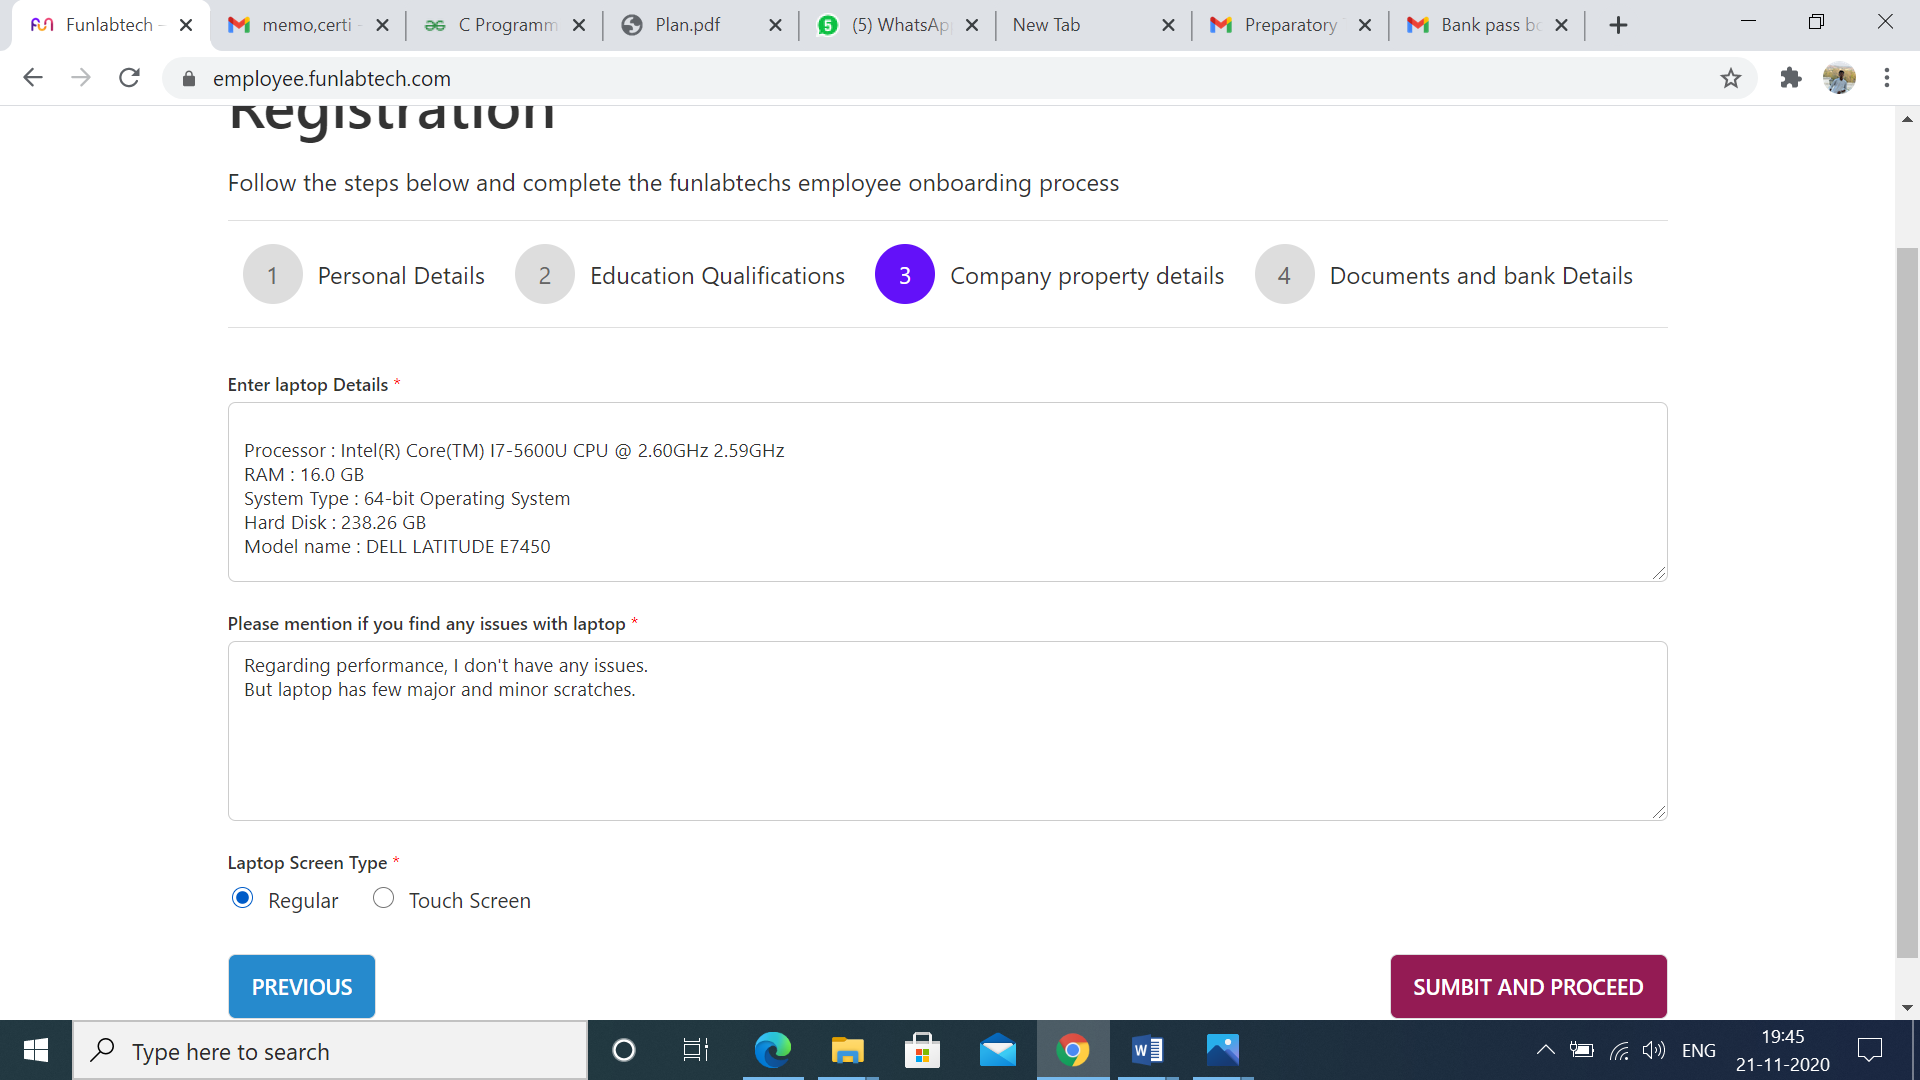 Funlabtech -
memo,certi -
C Programm
Plan.pdf
(5) WhatsAp
New Tab
Preparatory
Bank pass bo
employee.funlabtech.com
Registration
Follow the steps below and complete the funlabtechs employee onboarding process
1 Personal Details
2 Education Qualifications
3 Company property details
4 Documents and bank Details
Enter laptop Details *
Processor : Intel(R) Core(TM) I7-5600U CPU @ 2.60GHz 2.59GHz
RAM : 16.0 GB
System Type : 64-bit Operating System
Hard Disk : 238.26 GB
Model name : DELL LATITUDE E7450
Please mention if you find any issues with laptop *
Regarding performance, I don't have any issues.
But laptop has few major and minor scratches.
Laptop Screen Type *
Regular Touch Screen
PREVIOUS
SUMBIT AND PROCEED
Type here to search
ENG
19:45
21-11-2020